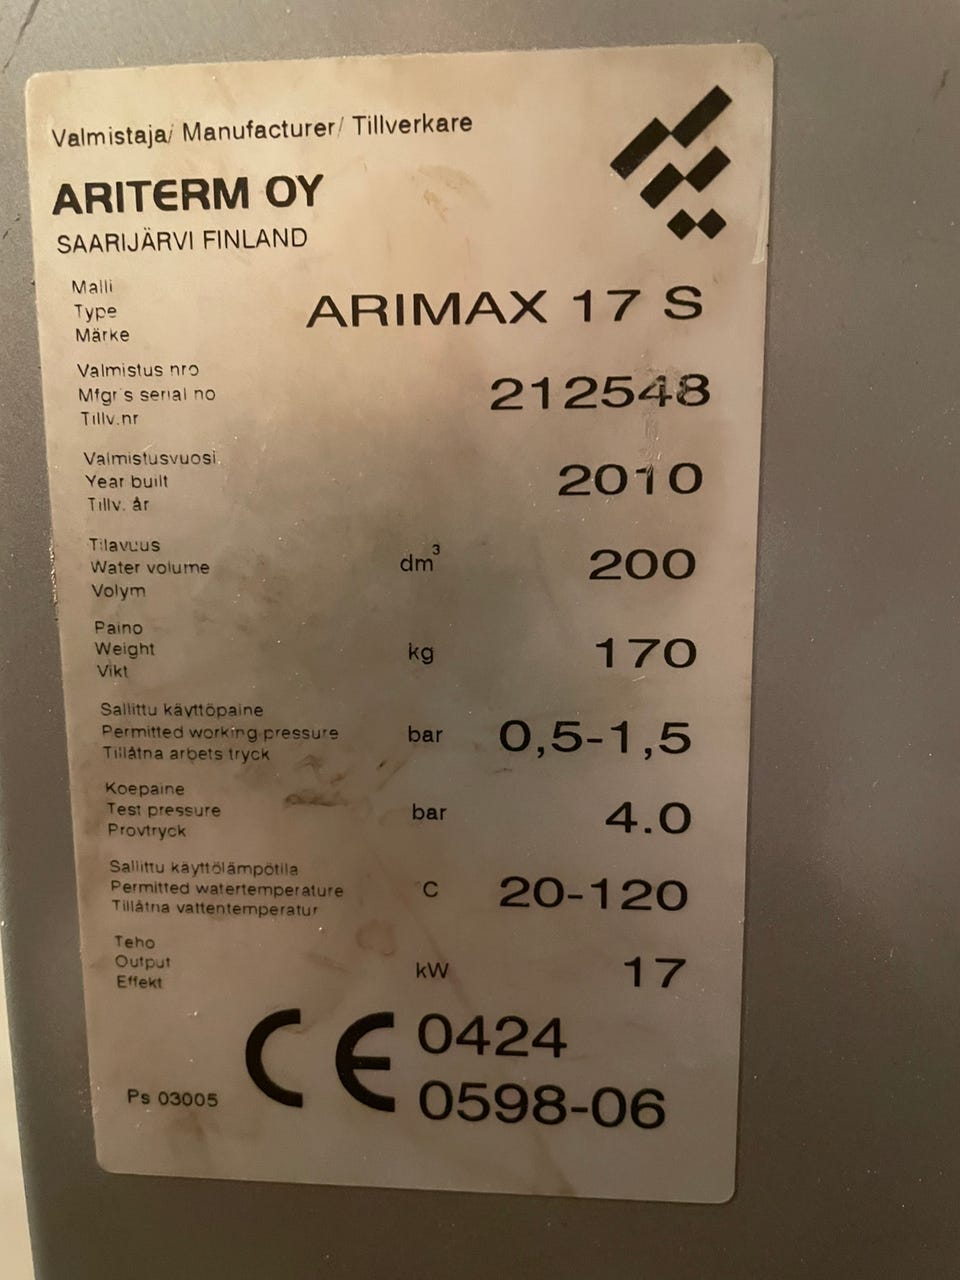 Valmistaja/ Manufacturer/ Tillverkare
ARITERM OY
SAARIJÄRVI FINLAND
Malli
Type ARIMAX 17 S
Märke
Valmistus nro
Mfgr's serial no 212548
Tillv.nr
Valmistusvuosi
Year built 2010
Tillv. år
Tilavuus
Water volume dm³ 200
Volym
Paino
Weight kg 170
Vikt
Sallittu käyttöpaine
Permitted working pressure bar 0,5-1,5
Tillåtna arbets tryck
Koepaine
Test pressure bar 4.0
Provtryck
Sallittu käyttölämpötila
Permitted watertemperature °C 20-120
Tillåtna vattentemperatur
Teho
Output kW 17
Effekt
CE 0424
Ps 03005 0598-06